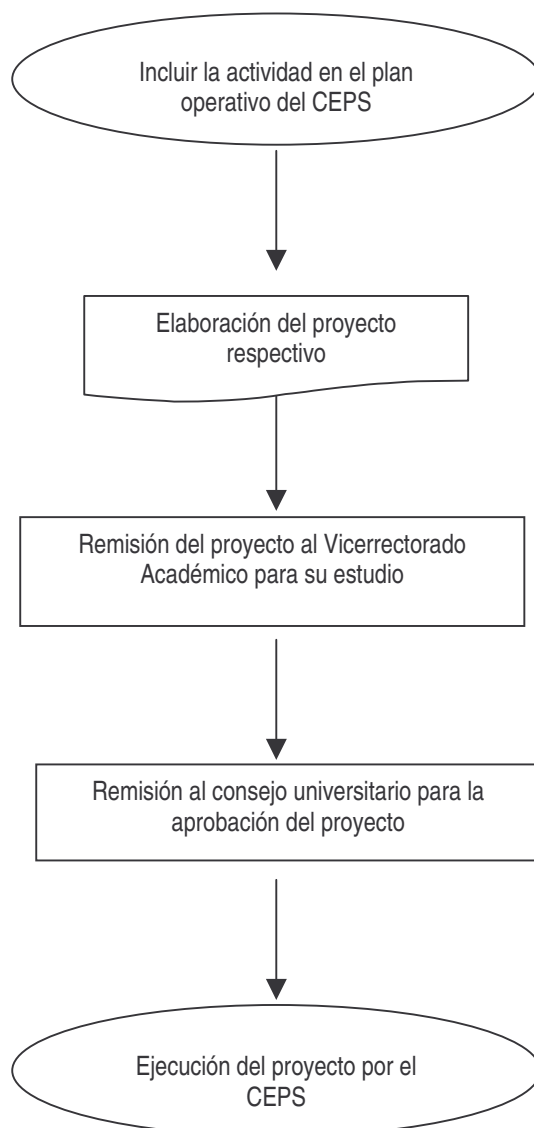 Incluir la actividad en el plan
operativo del CEPS
Elaboración del proyecto
respectivo
Remisión del proyecto al Vicerrectorado
Académico para su estudio
Remisión al consejo universitario para la
aprobación del proyecto
Ejecución del proyecto por el
CEPS